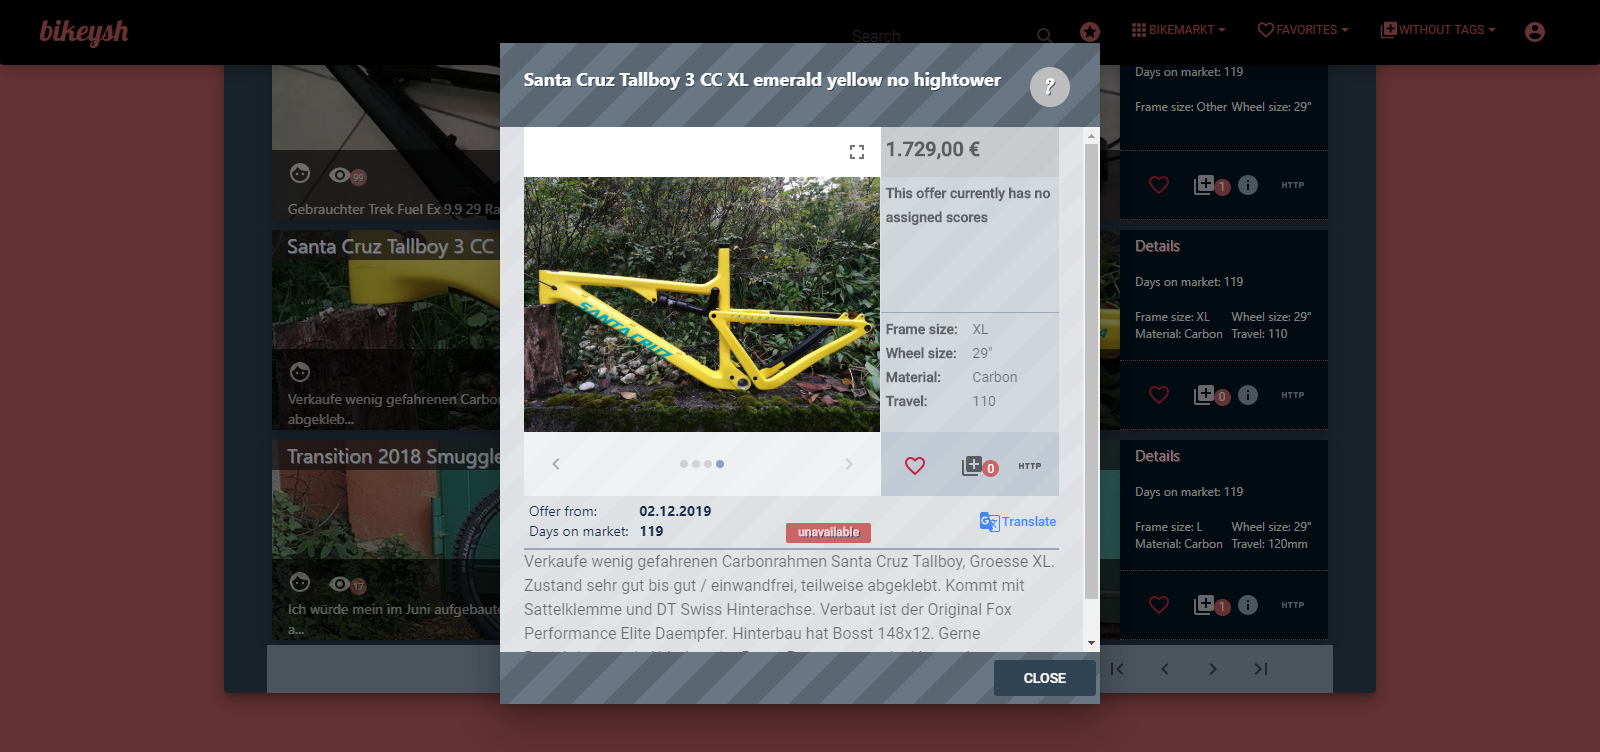 bikeysh
Search
BIKEMARKT
FAVORITES
WITHOUT TAGS
Days on market: 119
Frame size: Other Wheel size: 29"
99
Gebrauchter Trek Fuel Ex 9,9 29 Ra
1
HTTP
Santa Cruz Tallboy 3 CC
Verkaufe wenig gefahrenen Carbo
abgekleb...
Details
Days on market: 119
Frame size: XL Wheel size: 29"
Material: Carbon Travel: 110
0
HTTP
Transition 2018 Smuggle
17
Ich würde mein im Juni aufgebaute
a...
Details
Days on market: 119
Frame size: L Wheel size: 29"
Material: Carbon Travel: 120mm
1
HTTP
Santa Cruz Tallboy 3 CC XL emerald yellow no hightower
?
1.729,00 €
This offer currently has no
assigned scores
SANTA CRUZ
Frame size: XL
Wheel size: 29"
Material: Carbon
Travel: 110
0
HTTP
Offer from: 02.12.2019
Days on market: 119
unavailable
Translate
Verkaufe wenig gefahrenen Carbonrahmen Santa Cruz Tallboy, Groesse XL.
Zustand sehr gut bis gut / einwandfrei, teilweise abgeklebt. Kommt mit
Sattelklemme und DT Swiss Hinterachse. Verbaut ist der Original Fox
Performance Elite Daempfer. Hinterbau hat Bosst 148x12. Gerne
CLOSE